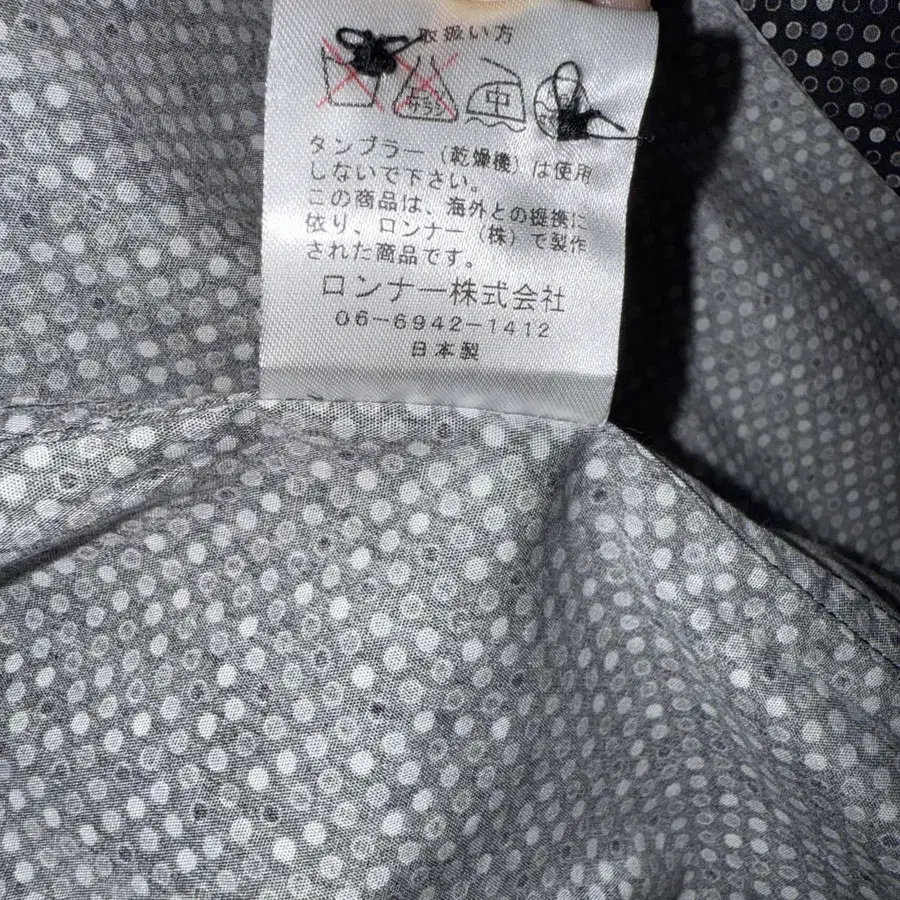 取扱い方
中
タンブラー（乾燥機）は使用
しないで下さい。
この商品は、海外との提携に
依り、ロンナー（株）で製作
された商品です。
ロンナー株式会社
06-6942-1412
日本製